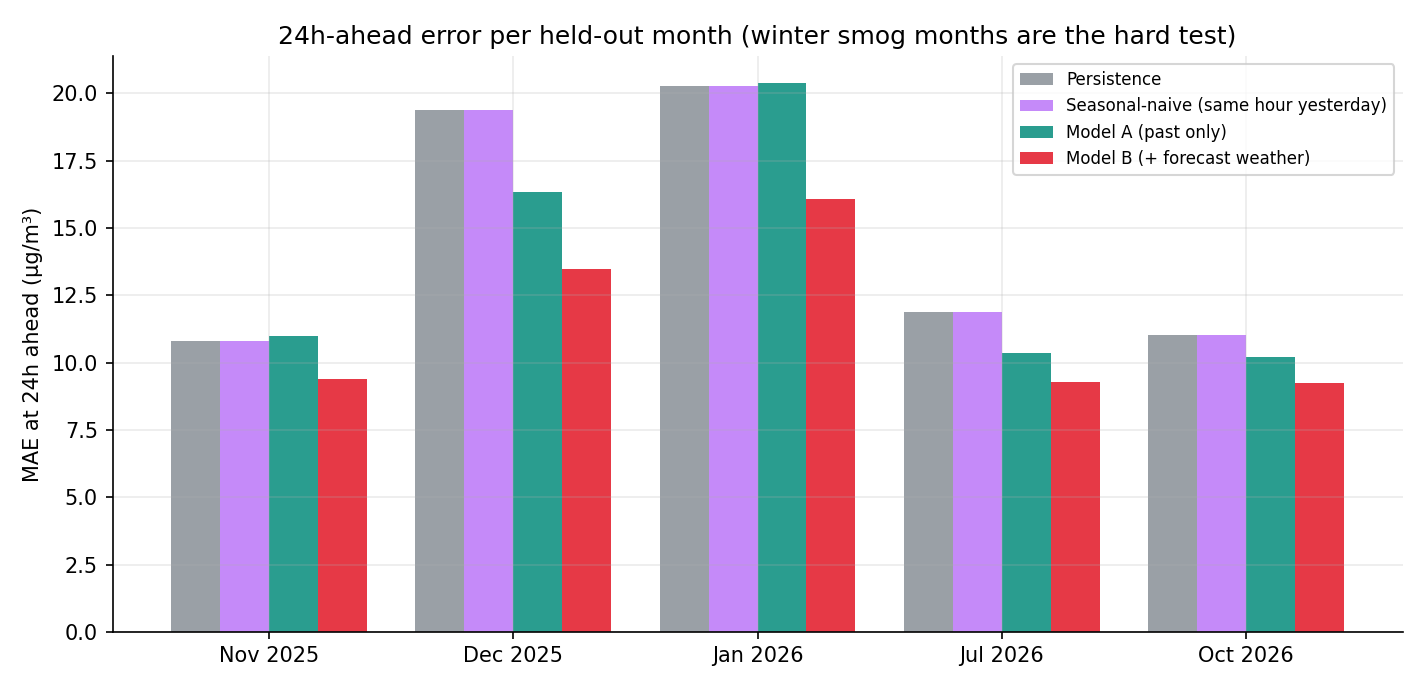 24h-ahead error per held-out month (winter smog months are the hard test)
Persistence
Seasonal-naive (same hour yesterday)
Model A (past only)
Model B (+ forecast weather)
MAE at 24h ahead (µg/m³)
20.0
17.5
15.0
12.5
10.0
7.5
5.0
2.5
0.0
Nov 2025 Dec 2025 Jan 2026 Jul 2026 Oct 2026